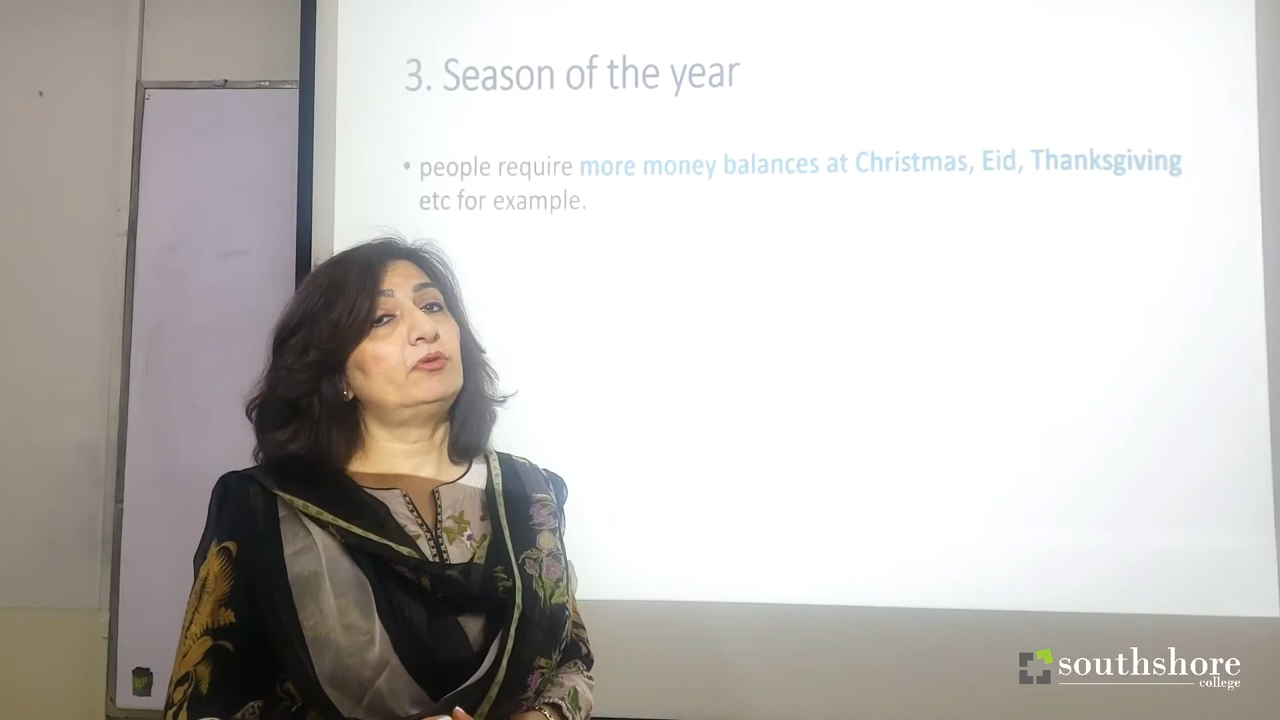 3. Season of the year
• people require more money balances at Christmas, Eid, Thanksgiving
etc for example.
southshore
college